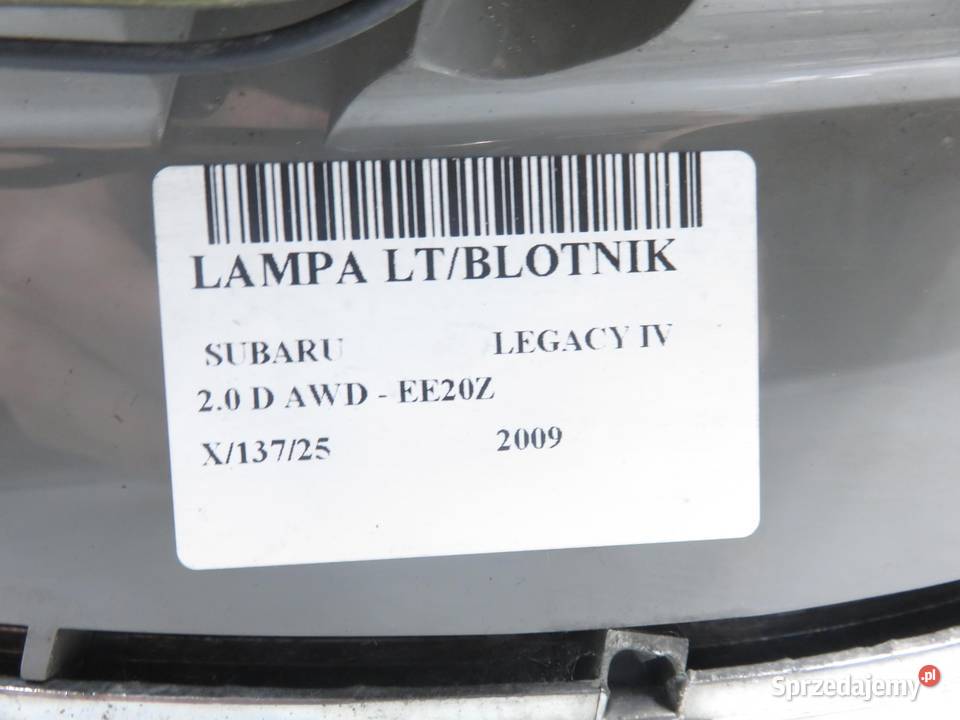 LAMPA LT/BLOTNIK
SUBARU LEGACY IV
2.0 D AWD - EE20Z
X/137/25 2009
Sprzedajemy.pl